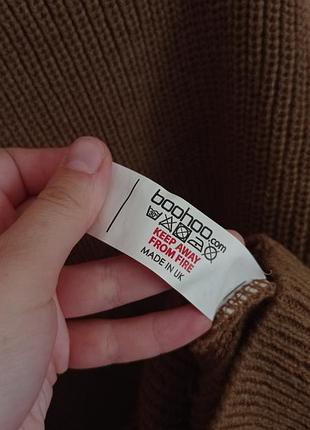 boohoo.com
KEEP AWAY
FROM FIRE
MADE IN UK